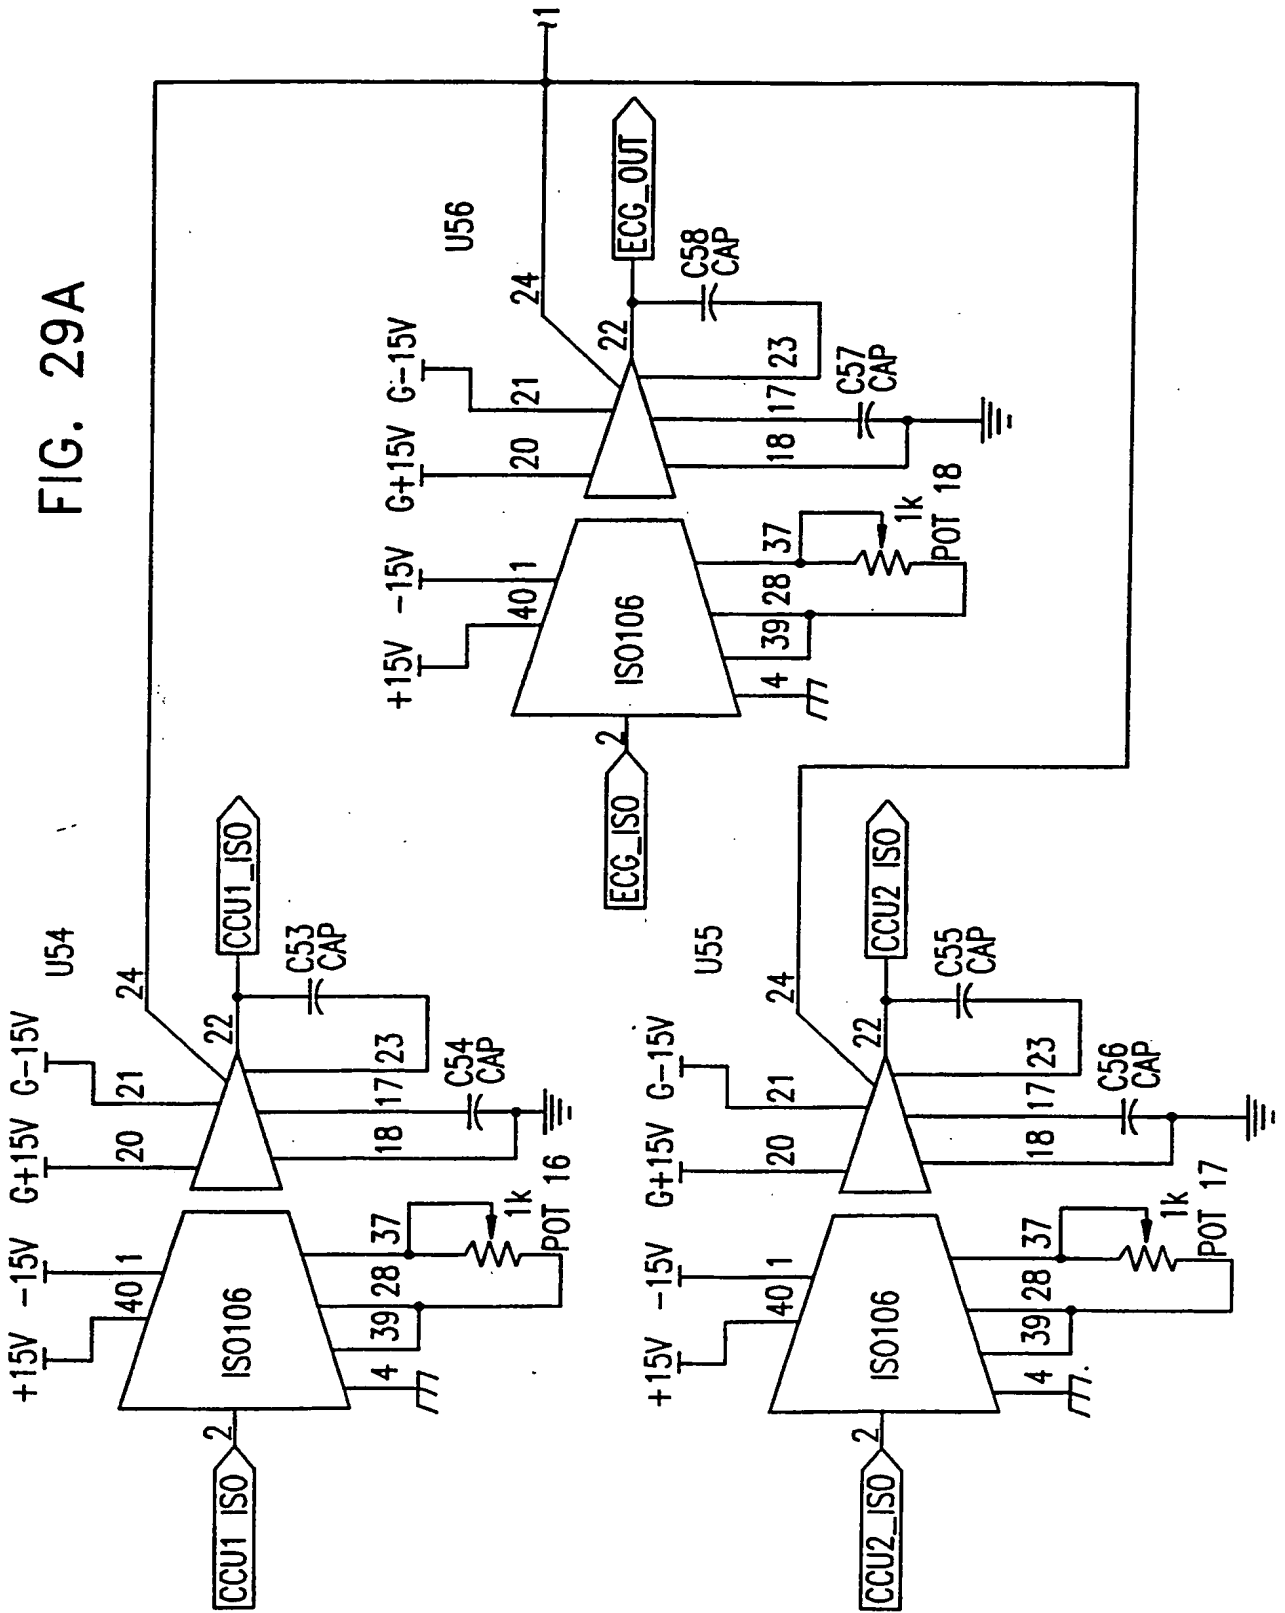 FIG. 29A
U54
+15V -15V G+15V G-15V
40 1 20 21 24
CCU1 ISO
2
ISO106
22
CCU1_ISO
4 39 28 37 18 17 23
C53
CAP
C54
CAP
1k
POT 16
U56
+15V -15V G+15V G-15V
40 1 20 21 24
ECG_ISO
2
ISO106
22
ECG_OUT
4 39 28 37 18 17 23
C58
CAP
C57
CAP
1k
POT 18
1
U55
+15V -15V G+15V G-15V
40 1 20 21 24
CCU2_ISO
2
ISO106
22
CCU2 ISO
4 39 28 37 18 17 23
C55
CAP
C56
CAP
1k
POT 17